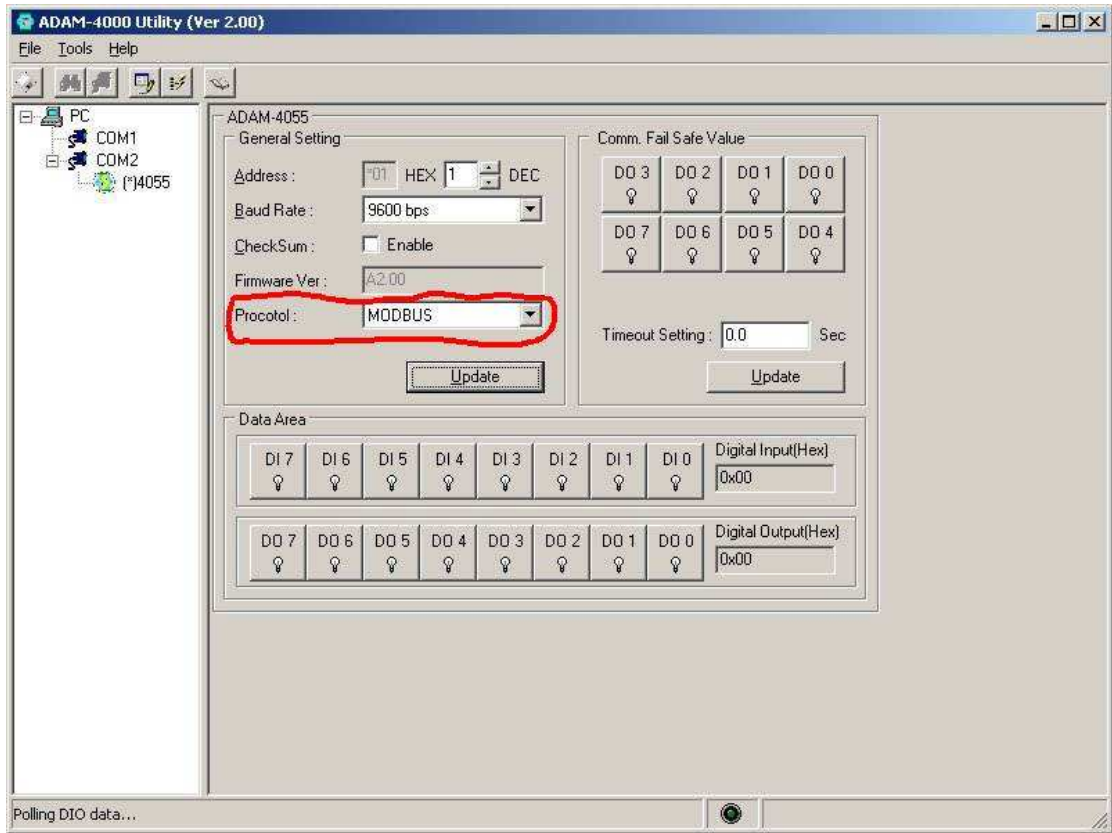 ADAM-4000 Utility (Ver 2.00)
File Tools Help
PC
COM1
COM2
(*)4055
ADAM-4055
General Setting
Address : *01 HEX 1 DEC
Baud Rate : 9600 bps
CheckSum : Enable
Firmware Ver : A2.00
Procotol : MODBUS
Update
Comm. Fail Safe Value
DO 3 DO 2 DO 1 DO 0
DO 7 DO 6 DO 5 DO 4
Timeout Setting : 0.0 Sec
Update
Data Area
DI 7 DI 6 DI 5 DI 4 DI 3 DI 2 DI 1 DI 0
Digital Input(Hex)
0x00
DO 7 DO 6 DO 5 DO 4 DO 3 DO 2 DO 1 DO 0
Digital Output(Hex)
0x00
Polling DIO data...